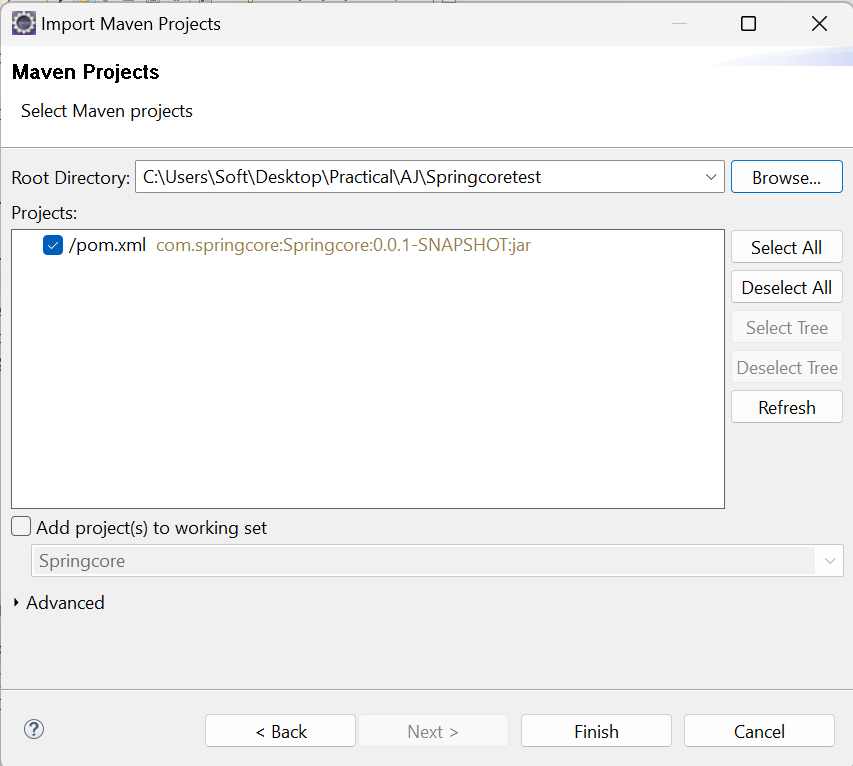 Import Maven Projects
Maven Projects
Select Maven projects
Root Directory: C:\Users\Soft\Desktop\Practical\AJ\Springcoretest Browse...
Projects:
/pom.xml com.springcore:Springcore:0.0.1-SNAPSHOT:jar
Select All
Deselect All
Select Tree
Deselect Tree
Refresh
Add project(s) to working set
Springcore
Advanced
? < Back Next > Finish Cancel